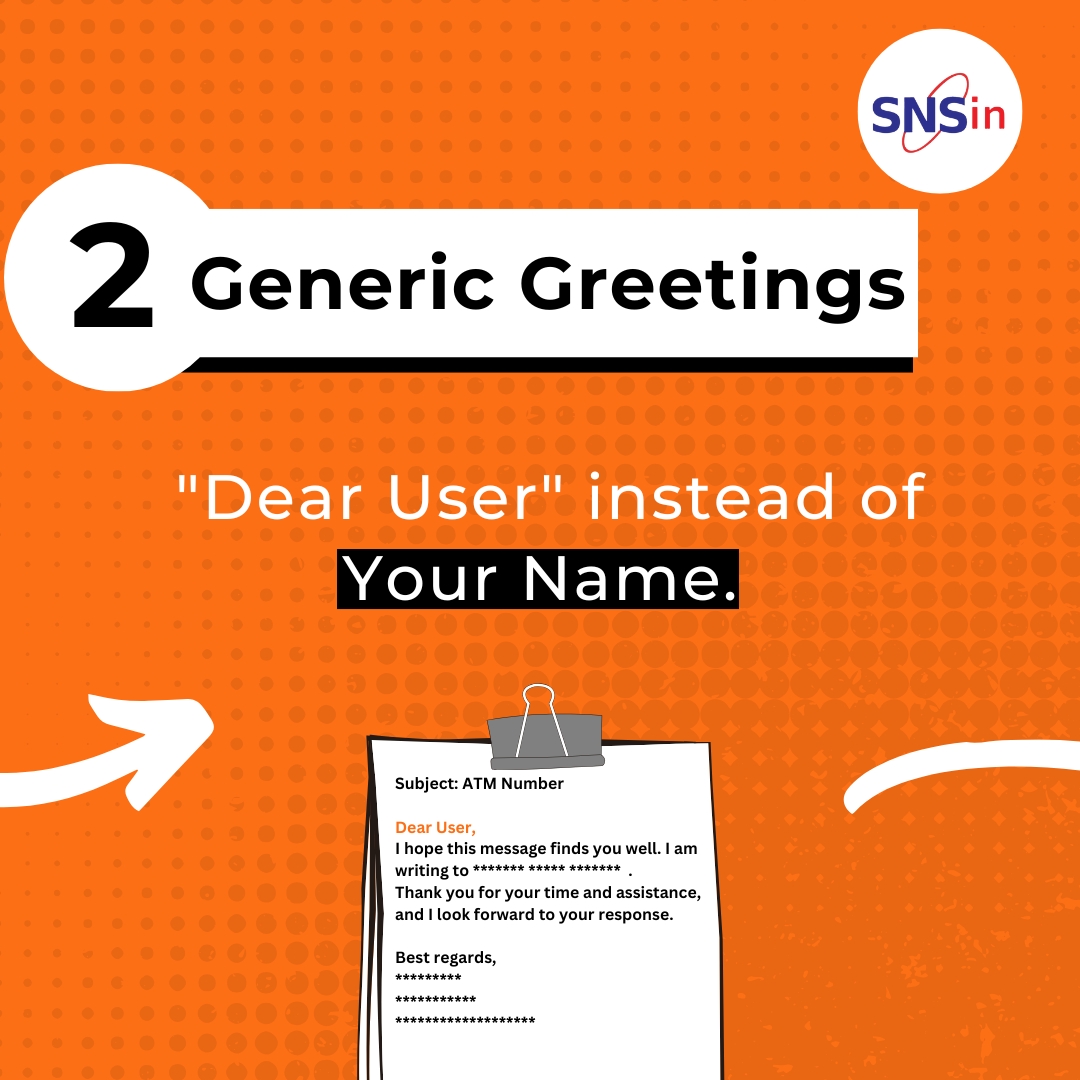 SNSin
2 Generic Greetings
"Dear User" instead of
Your Name.
Subject: ATM Number
Dear User,
I hope this message finds you well. I am
writing to ******* ***** *******  .
Thank you for your time and assistance,
and I look forward to your response.
Best regards,
*********
***********
*******************